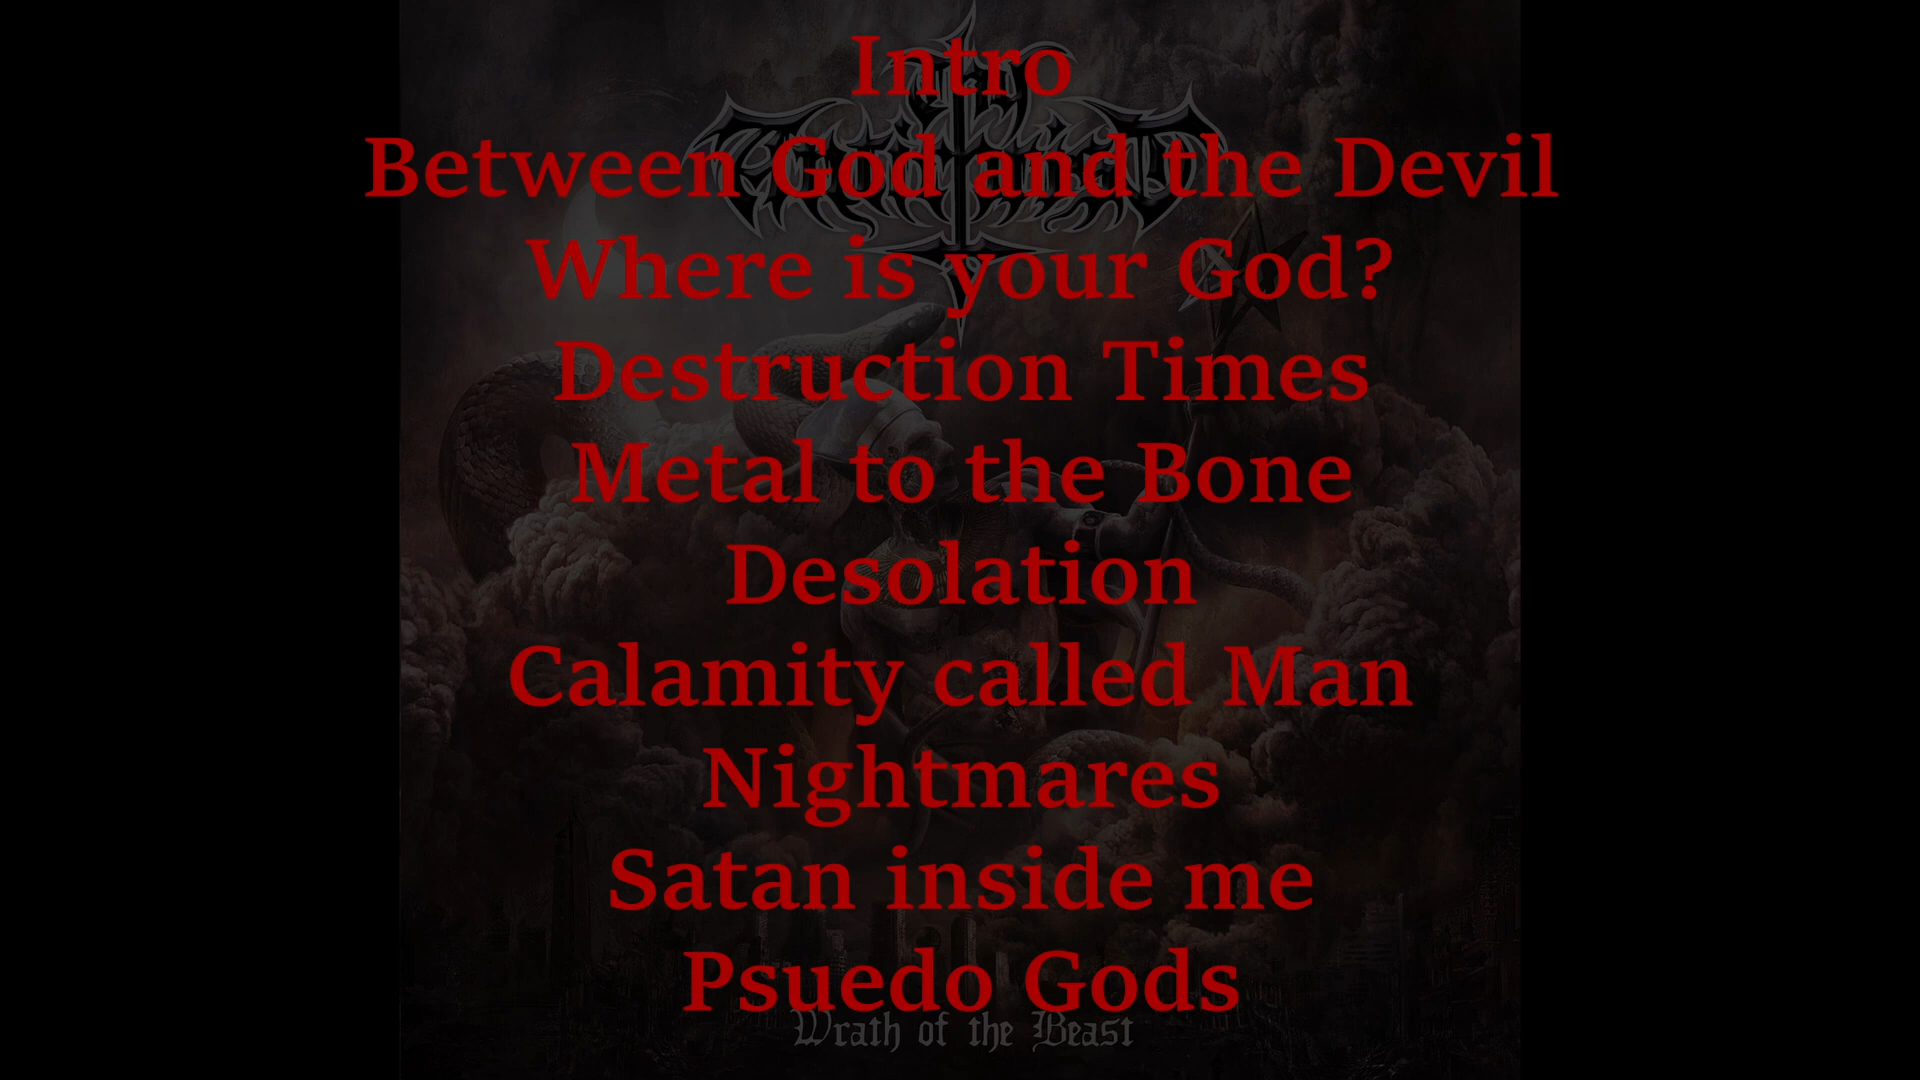 Intro
Between God and the Devil
Where is your God?
Destruction Times
Metal to the Bone
Desolation
Calamity called Man
Nightmares
Satan inside me
Psuedo Gods
Wrath of the Beast